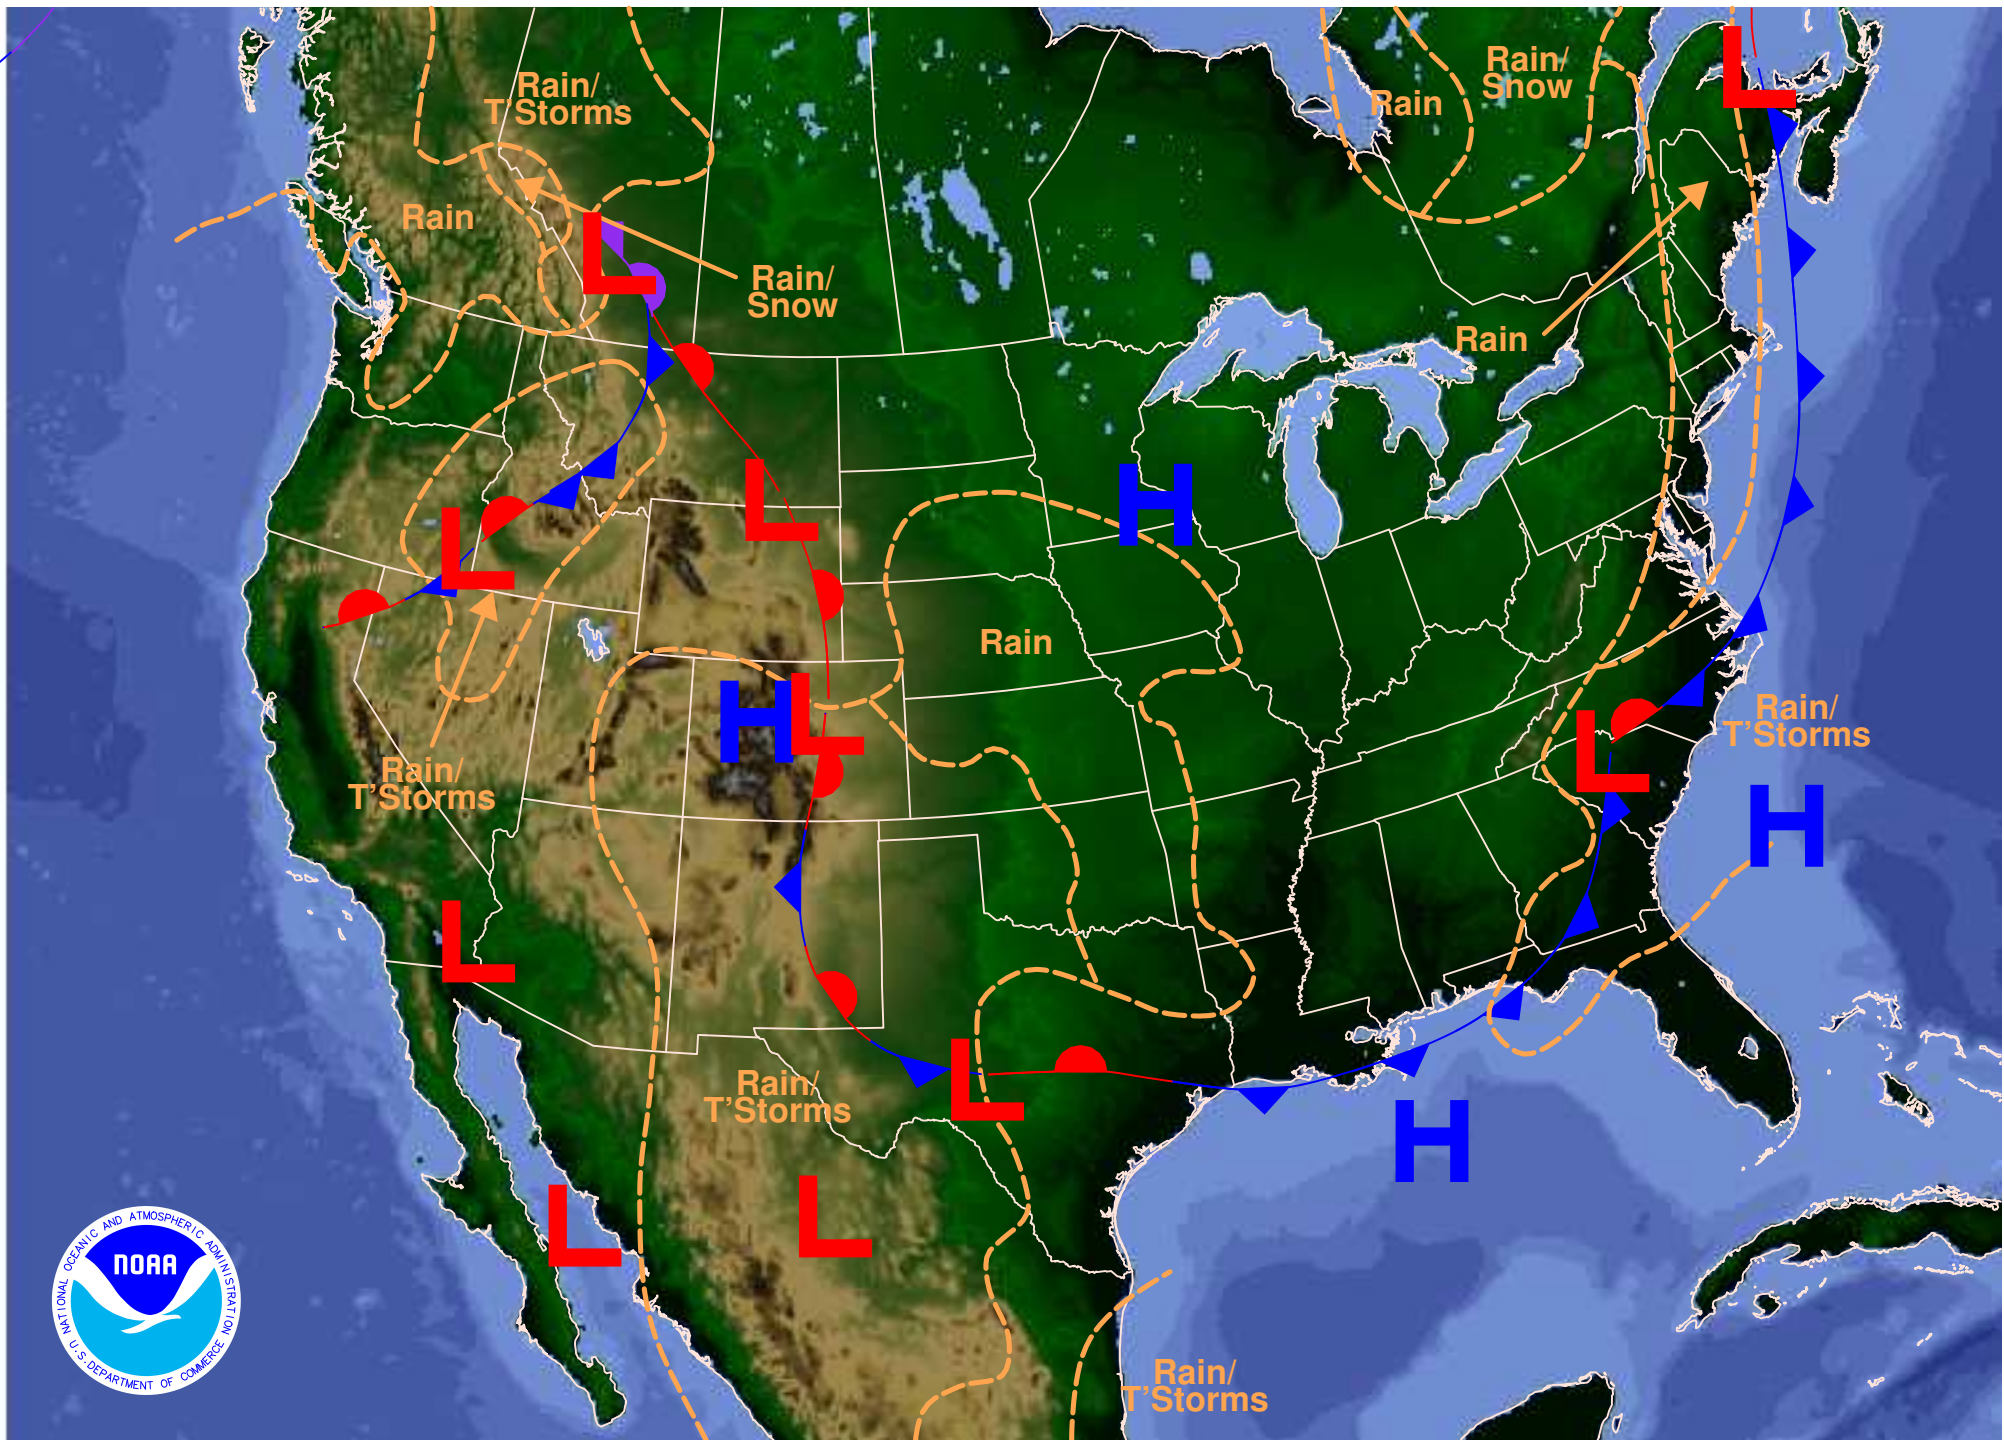 Rain/
T'Storms
Rain/
Snow
Rain
Rain
Rain/
Snow
L
L
Rain
L
L
H
L
Rain
H
L
L
Rain/
T'Storms
Rain/
T'Storms
H
L
Rain/
T'Storms
L
H
L
L
NATIONAL OCEANIC AND ATMOSPHERIC ADMINISTRATION
NOAA
U.S. DEPARTMENT OF COMMERCE
Rain/
T'Storms